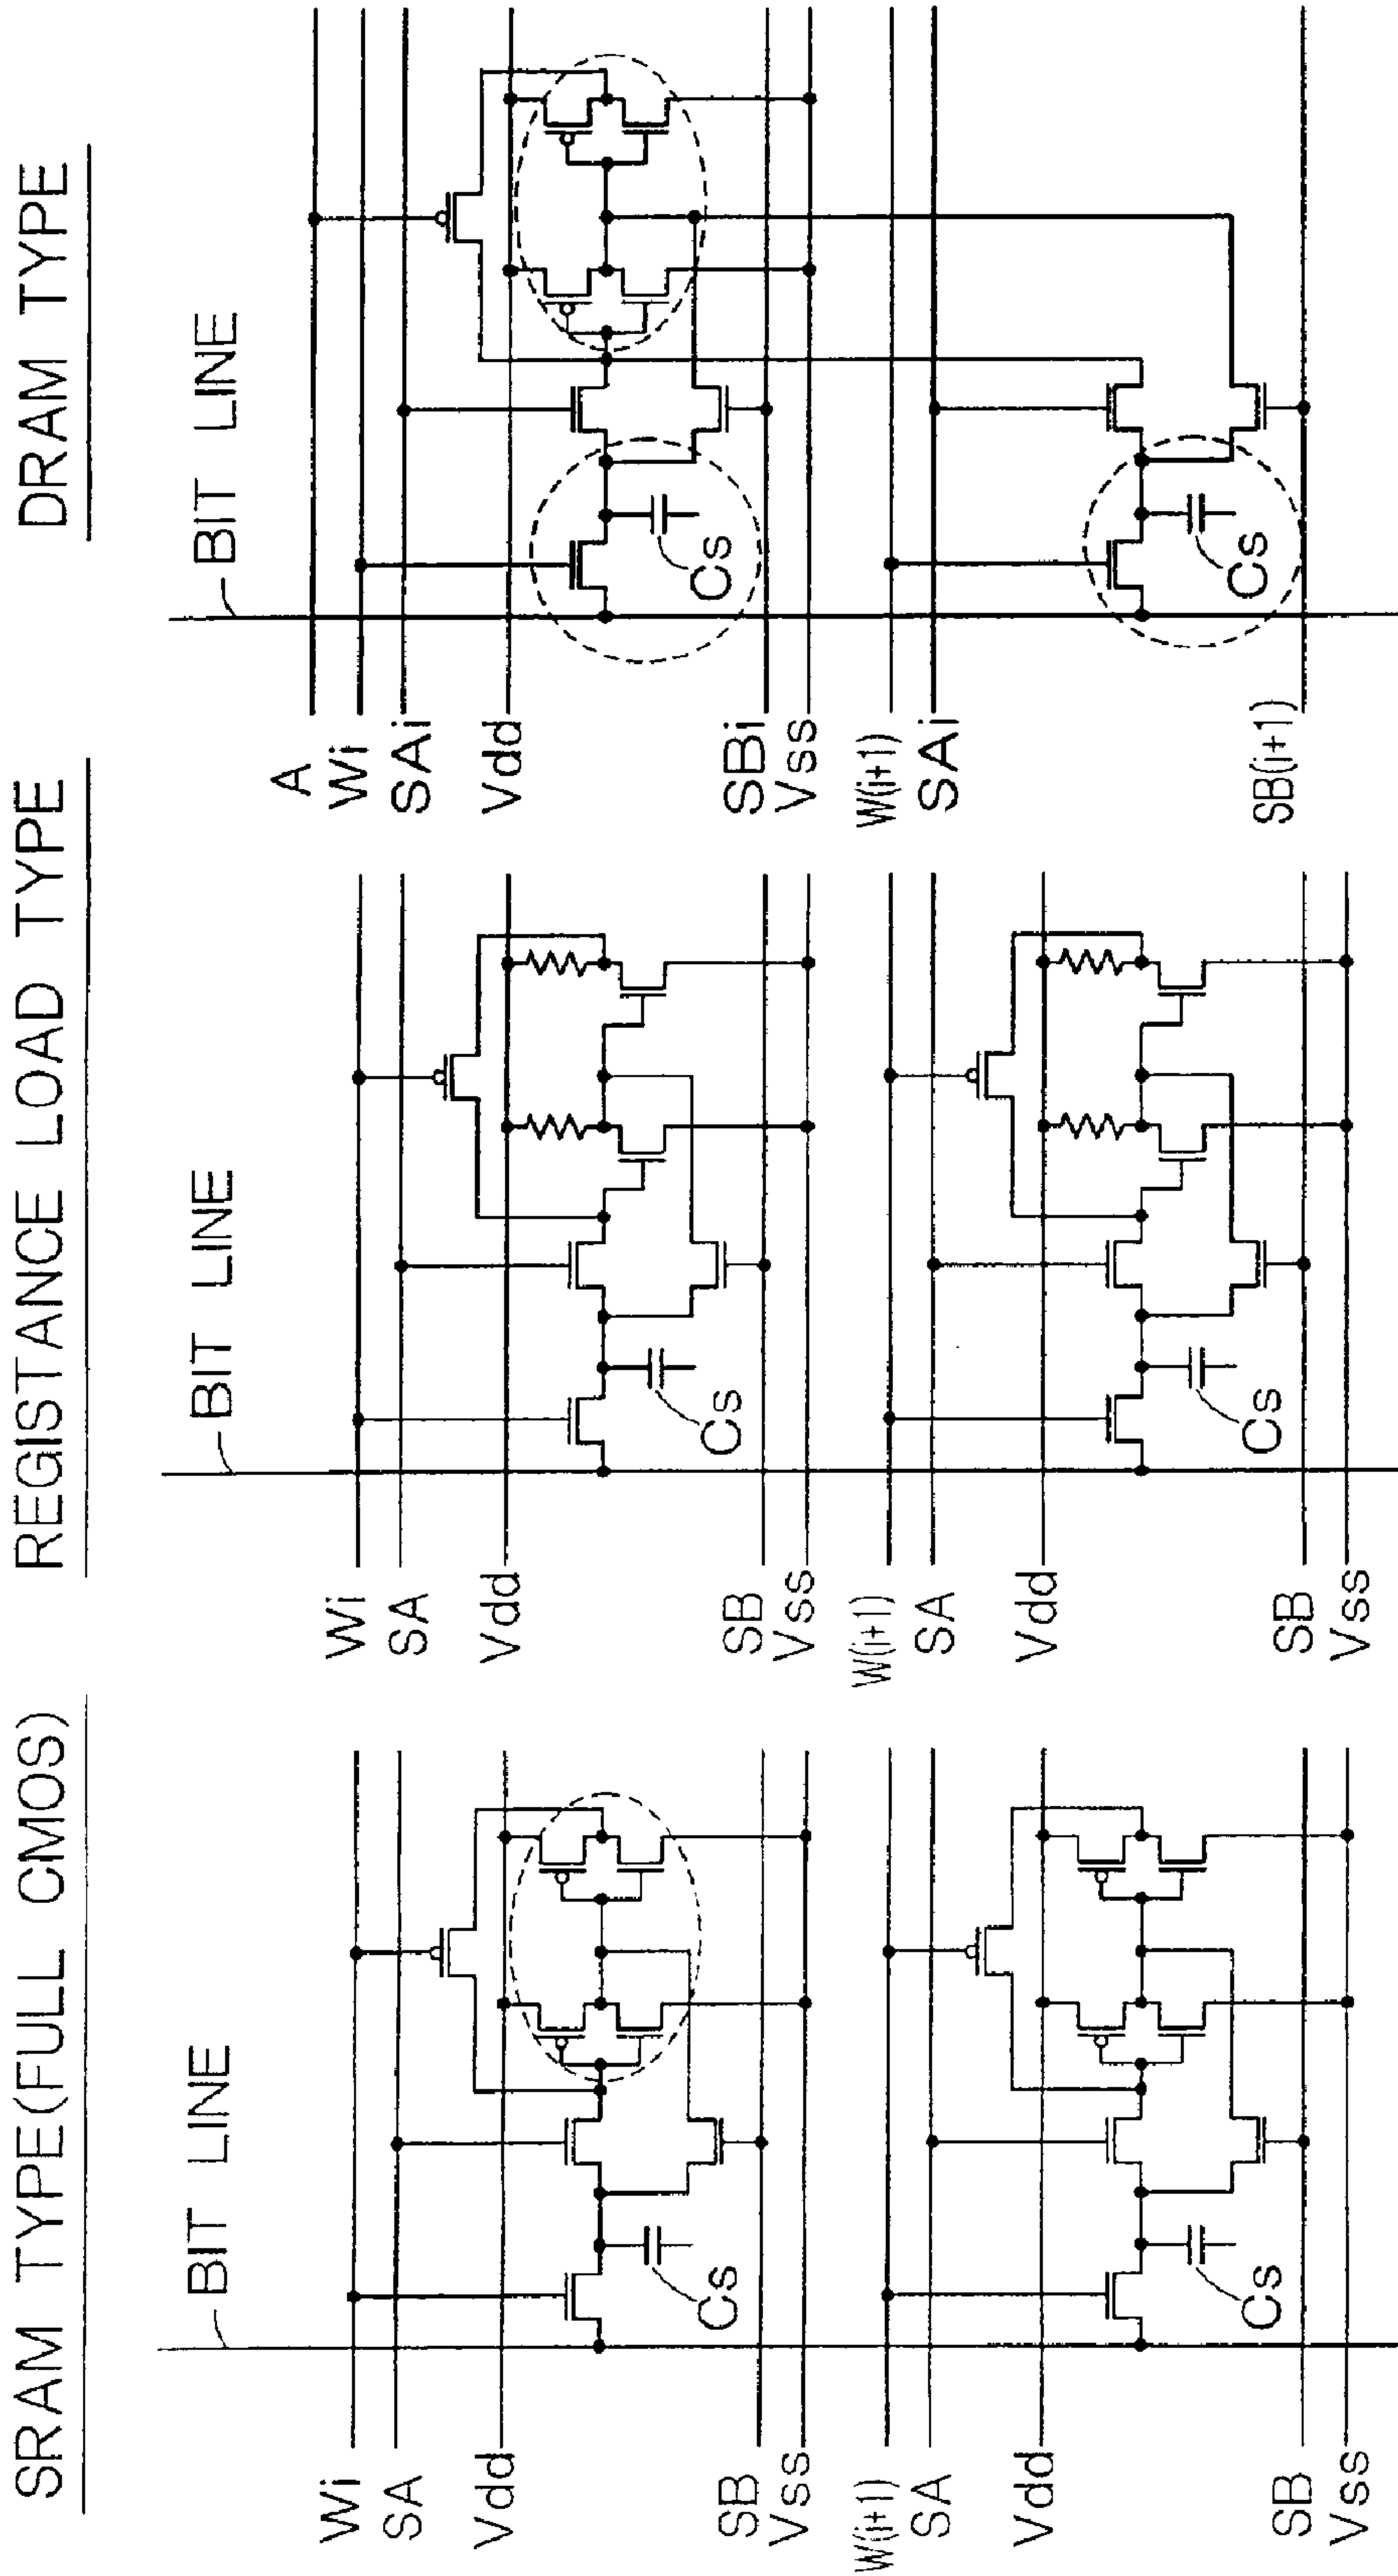 SRAM TYPE(FULL CMOS)
BIT LINE
Wi
SA
Vdd
Cs
SB
Vss
W(i+1)
SA
Vdd
Cs
SB
Vss
REGISTANCE LOAD TYPE
BIT LINE
Wi
SA
Vdd
Cs
SB
Vss
W(i+1)
SA
Vdd
Cs
SB
Vss
DRAM TYPE
BIT LINE
A
Wi
SAi
Vdd
Cs
SBi
Vss
W(i+1)
SAi
Cs
SB(i+1)